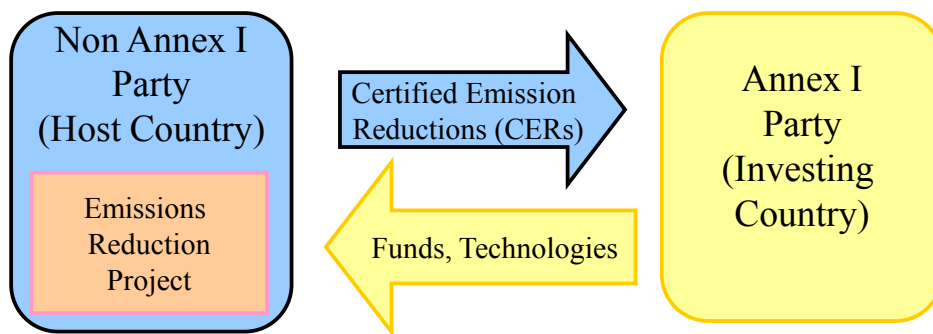 Non Annex I
Party
(Host Country)
Emissions
Reduction
Project
Certified Emission
Reductions (CERs)
Funds, Technologies
Annex I
Party
(Investing
Country)